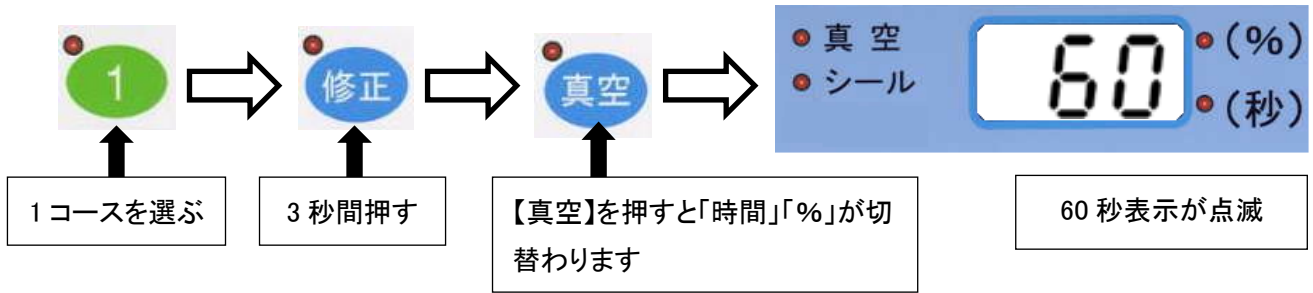 1
修正
真空
真 空
シール
60
(%)
(秒)
1コースを選ぶ
3秒間押す
【真空】を押すと「時間」「%」が切
替わります
60秒表示が点滅